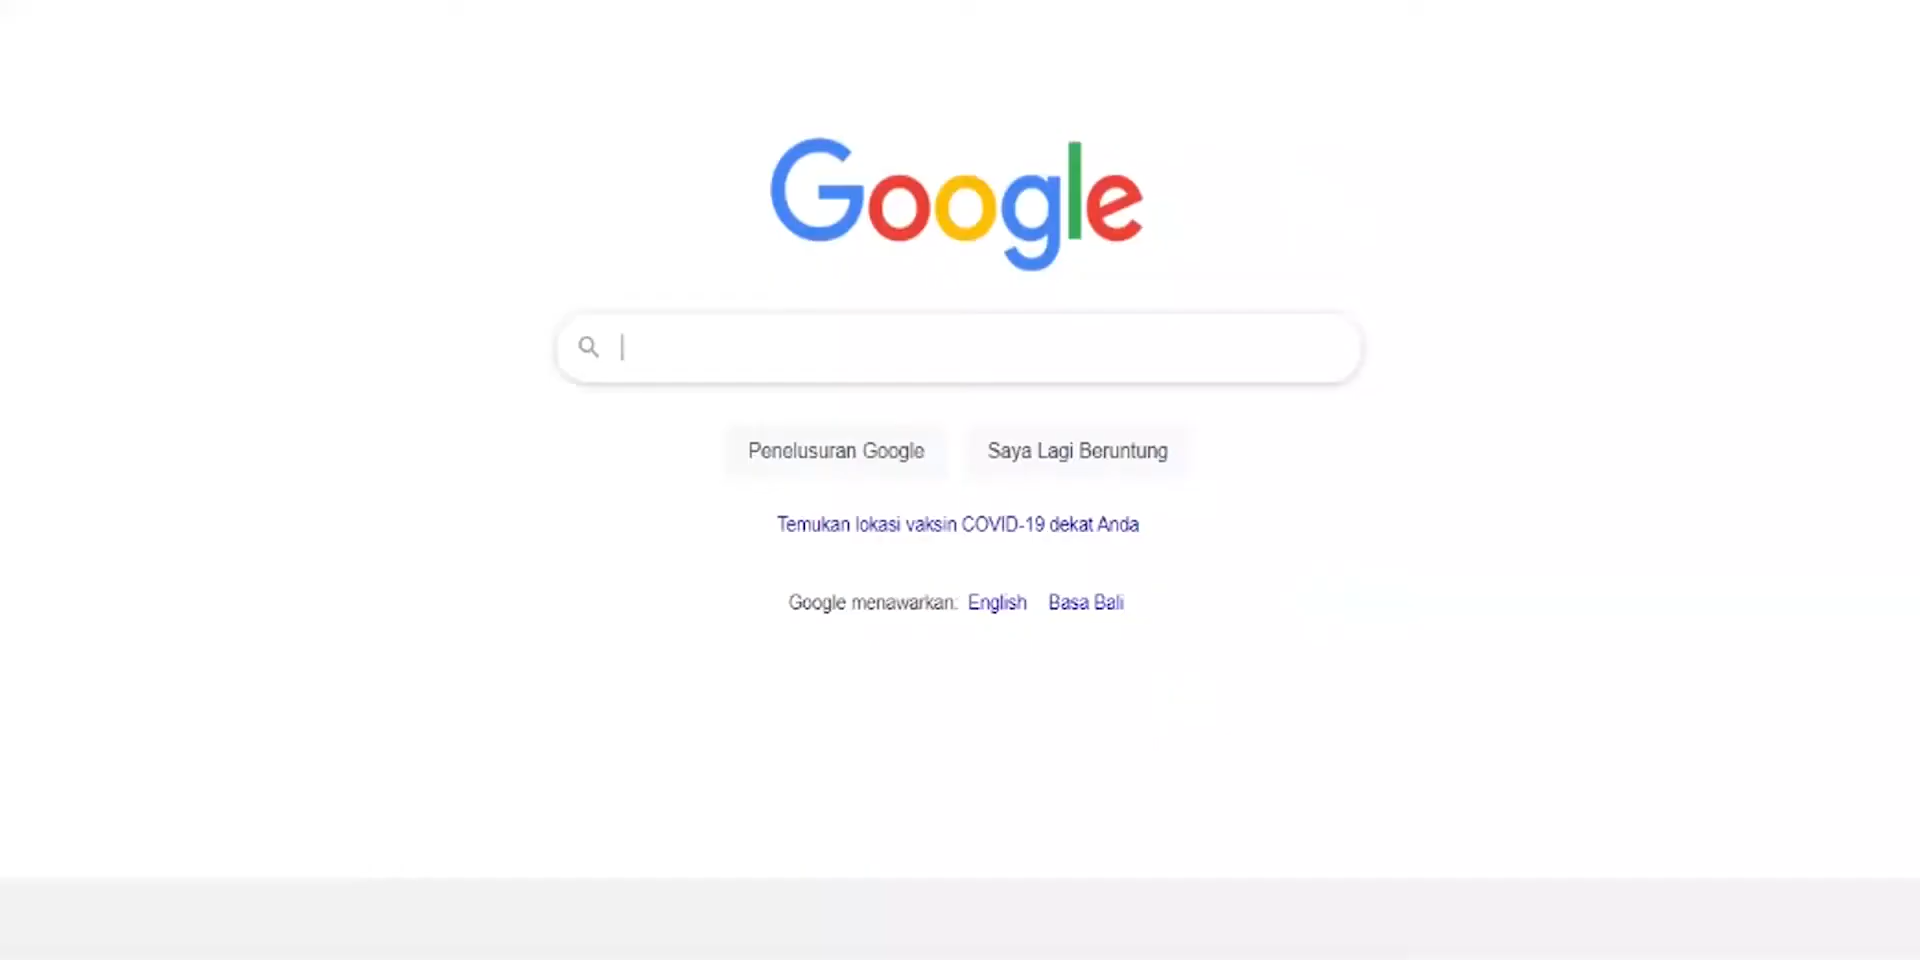 Google
Penelusuran Google
Saya Lagi Beruntung
Temukan lokasi vaksin COVID-19 dekat Anda
Google menawarkan: English Basa Bali